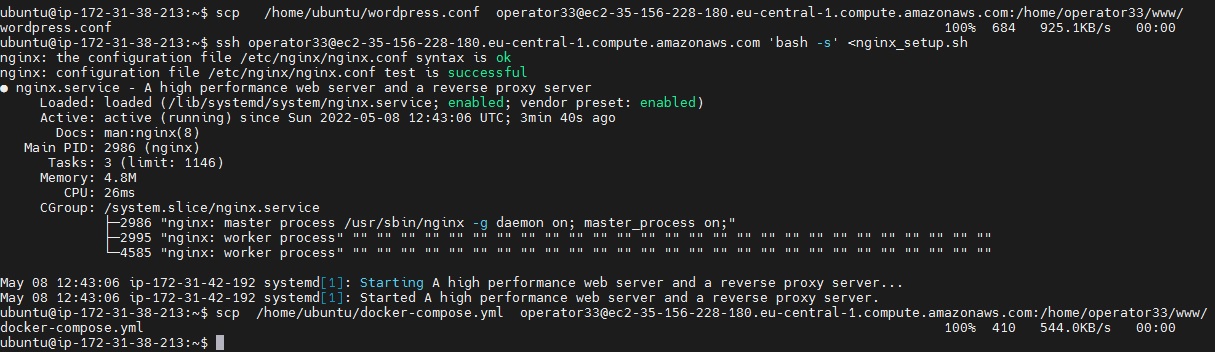 ubuntu@ip-172-31-38-213:~$ scp   /home/ubuntu/wordpress.conf  operator33@ec2-35-156-228-180.eu-central-1.compute.amazonaws.com:/home/operator33/www/
wordpress.conf                                                                                                100%  684   925.1KB/s   00:00
ubuntu@ip-172-31-38-213:~$ ssh operator33@ec2-35-156-228-180.eu-central-1.compute.amazonaws.com 'bash -s' <nginx_setup.sh
nginx: the configuration file /etc/nginx/nginx.conf syntax is ok
nginx: configuration file /etc/nginx/nginx.conf test is successful
● nginx.service - A high performance web server and a reverse proxy server
     Loaded: loaded (/lib/systemd/system/nginx.service; enabled; vendor preset: enabled)
     Active: active (running) since Sun 2022-05-08 12:43:06 UTC; 3min 40s ago
       Docs: man:nginx(8)
   Main PID: 2986 (nginx)
      Tasks: 3 (limit: 1146)
     Memory: 4.8M
        CPU: 26ms
     CGroup: /system.slice/nginx.service
             ├─2986 "nginx: master process /usr/sbin/nginx -g daemon on; master_process on;"
             ├─2995 "nginx: worker process" "" "" "" "" "" "" "" "" "" "" "" "" "" "" "" "" "" "" "" "" "" "" "" "" "" "" ""
             └─4585 "nginx: worker process" "" "" "" "" "" "" "" "" "" "" "" "" "" "" "" "" "" "" "" "" "" "" "" "" "" "" ""
May 08 12:43:06 ip-172-31-42-192 systemd[1]: Starting A high performance web server and a reverse proxy server...
May 08 12:43:06 ip-172-31-42-192 systemd[1]: Started A high performance web server and a reverse proxy server.
ubuntu@ip-172-31-38-213:~$ scp  /home/ubuntu/docker-compose.yml  operator33@ec2-35-156-228-180.eu-central-1.compute.amazonaws.com:/home/operator33/www/
docker-compose.yml                                                                                            100%  410   544.0KB/s   00:00
ubuntu@ip-172-31-38-213:~$